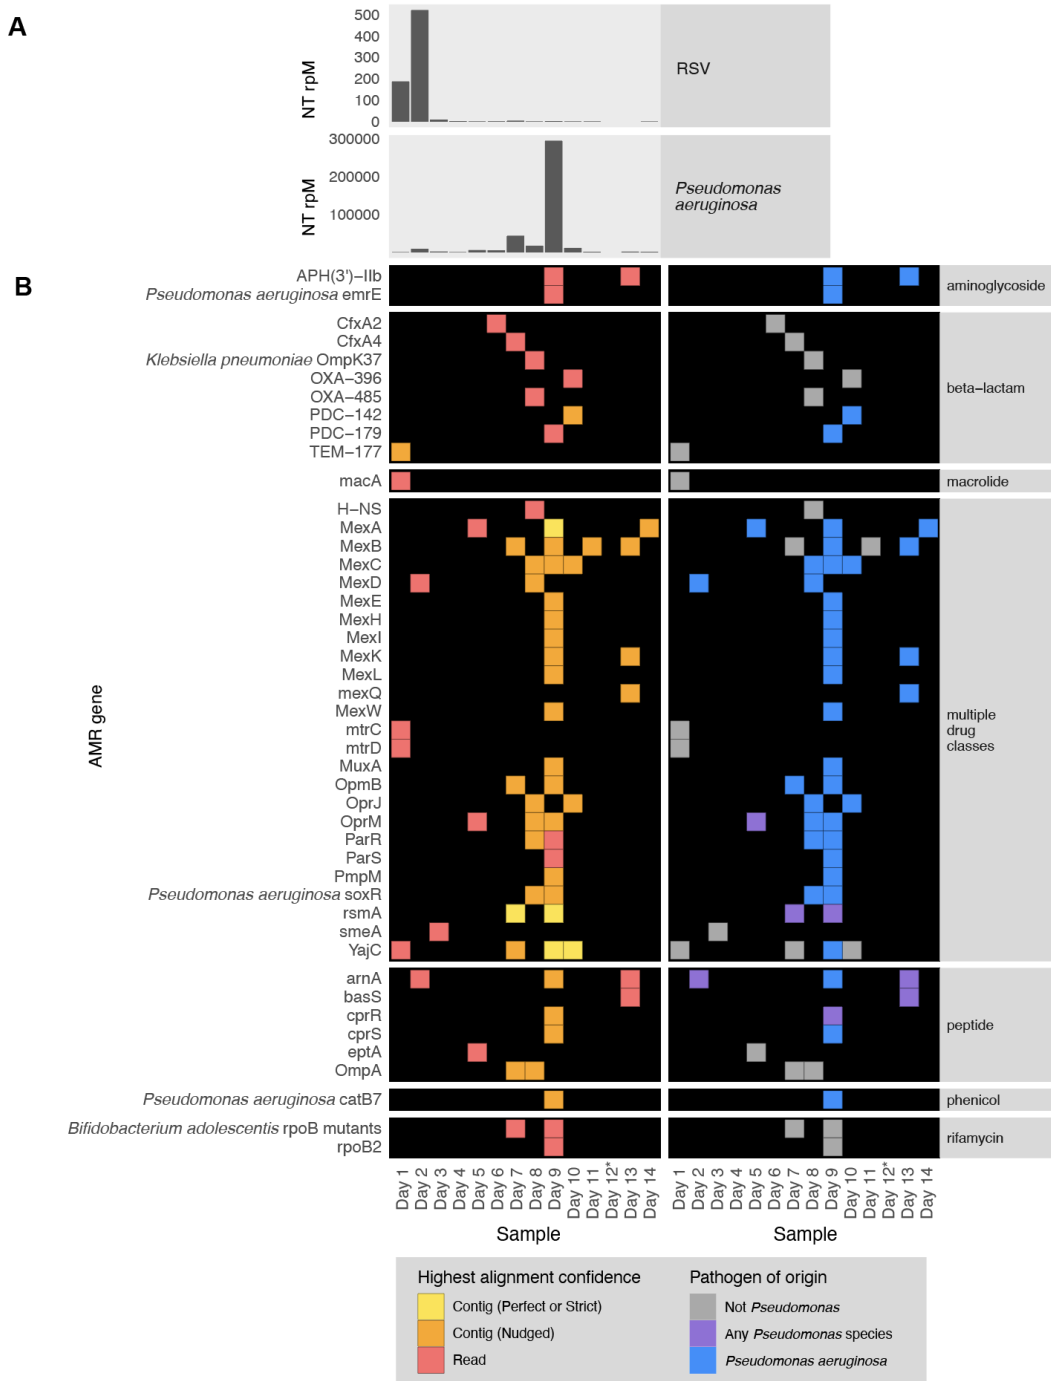 A
NT rpM
500
400
300
200
100
0
RSV
NT rpM
300000
200000
100000
Pseudomonas
aeruginosa
B
AMR gene
APH(3')−IIb
Pseudomonas aeruginosa emrE
aminoglycoside
CfxA2
CfxA4
Klebsiella pneumoniae OmpK37
OXA−396
OXA−485
PDC−142
PDC−179
TEM−177
beta−lactam
macA
macrolide
H−NS
MexA
MexB
MexC
MexD
MexE
MexH
MexI
MexK
MexL
mexQ
MexW
mtrC
mtrD
MuxA
OpmB
OprJ
OprM
ParR
ParS
PmpM
Pseudomonas aeruginosa soxR
rsmA
smeA
YajC
multiple
drug
classes
arnA
basS
cprR
cprS
eptA
OmpA
peptide
Pseudomonas aeruginosa catB7
phenicol
Bifidobacterium adolescentis rpoB mutants
rpoB2
rifamycin
Day 1
Day 2
Day 3
Day 4
Day 5
Day 6
Day 7
Day 8
Day 9
Day 10
Day 11
Day 12*
Day 13
Day 14
Sample
Day 1
Day 2
Day 3
Day 4
Day 5
Day 6
Day 7
Day 8
Day 9
Day 10
Day 11
Day 12*
Day 13
Day 14
Sample
Highest alignment confidence
Contig (Perfect or Strict)
Contig (Nudged)
Read
Pathogen of origin
Not Pseudomonas
Any Pseudomonas species
Pseudomonas aeruginosa